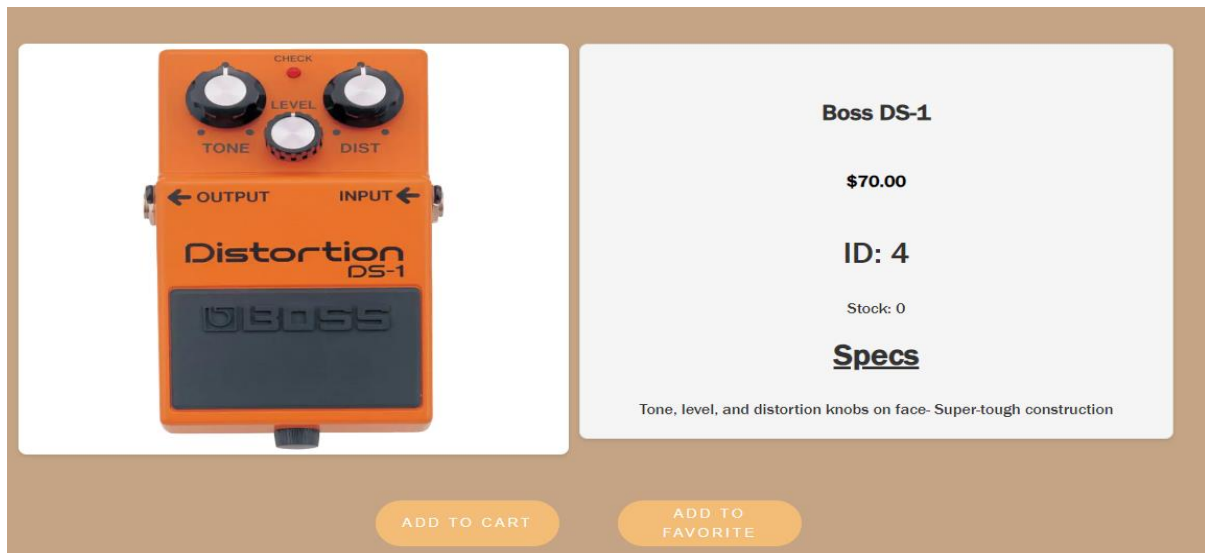 CHECK
LEVEL
TONE
DIST
OUTPUT
INPUT
Distortion
DS-1
BOSS
Boss DS-1
$70.00
ID: 4
Stock: 0
Specs
Tone, level, and distortion knobs on face- Super-tough construction
ADD TO CART
ADD TO
FAVORITE